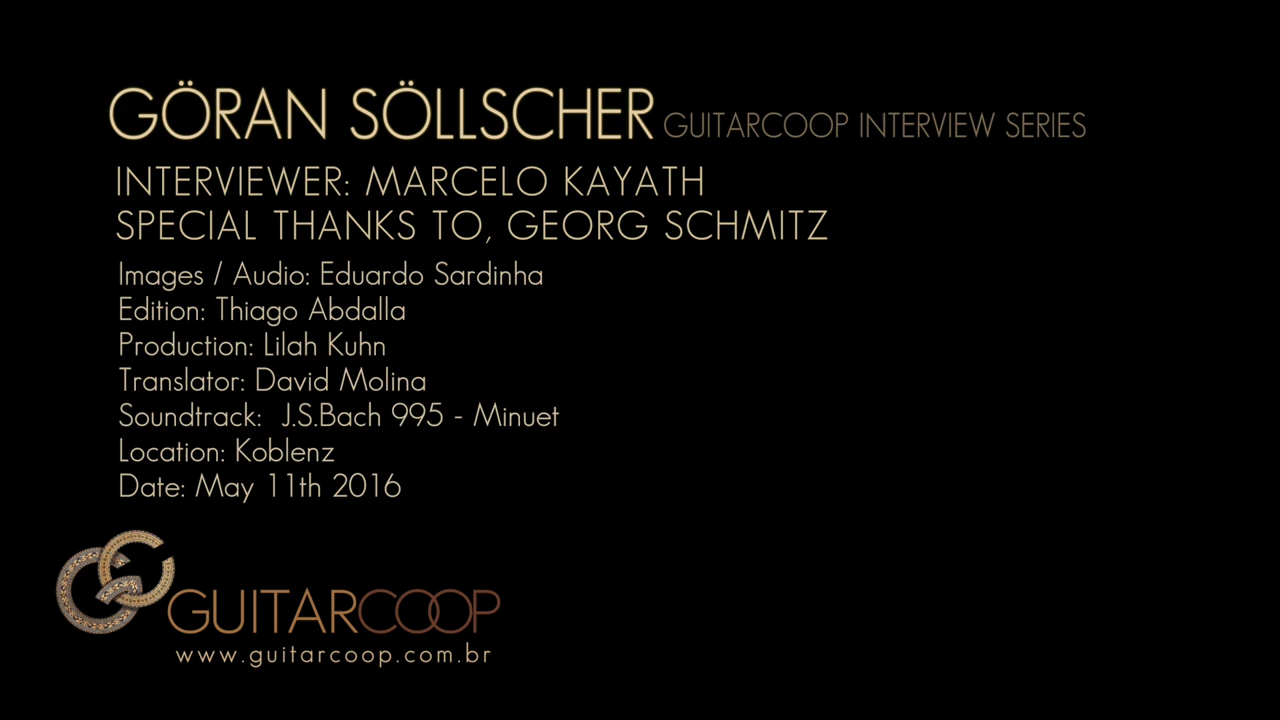 GÖRAN SÖLLSCHER GUITARCOOP INTERVIEW SERIES
INTERVIEWER: MARCELO KAYATH
SPECIAL THANKS TO, GEORG SCHMITZ
Images / Audio: Eduardo Sardinha
Edition: Thiago Abdalla
Production: Lilah Kuhn
Translator: David Molina
Soundtrack:  J.S.Bach 995 - Minuet
Location: Koblenz
Date: May 11th 2016
GUITARCOOP
www.guitarcoop.com.br